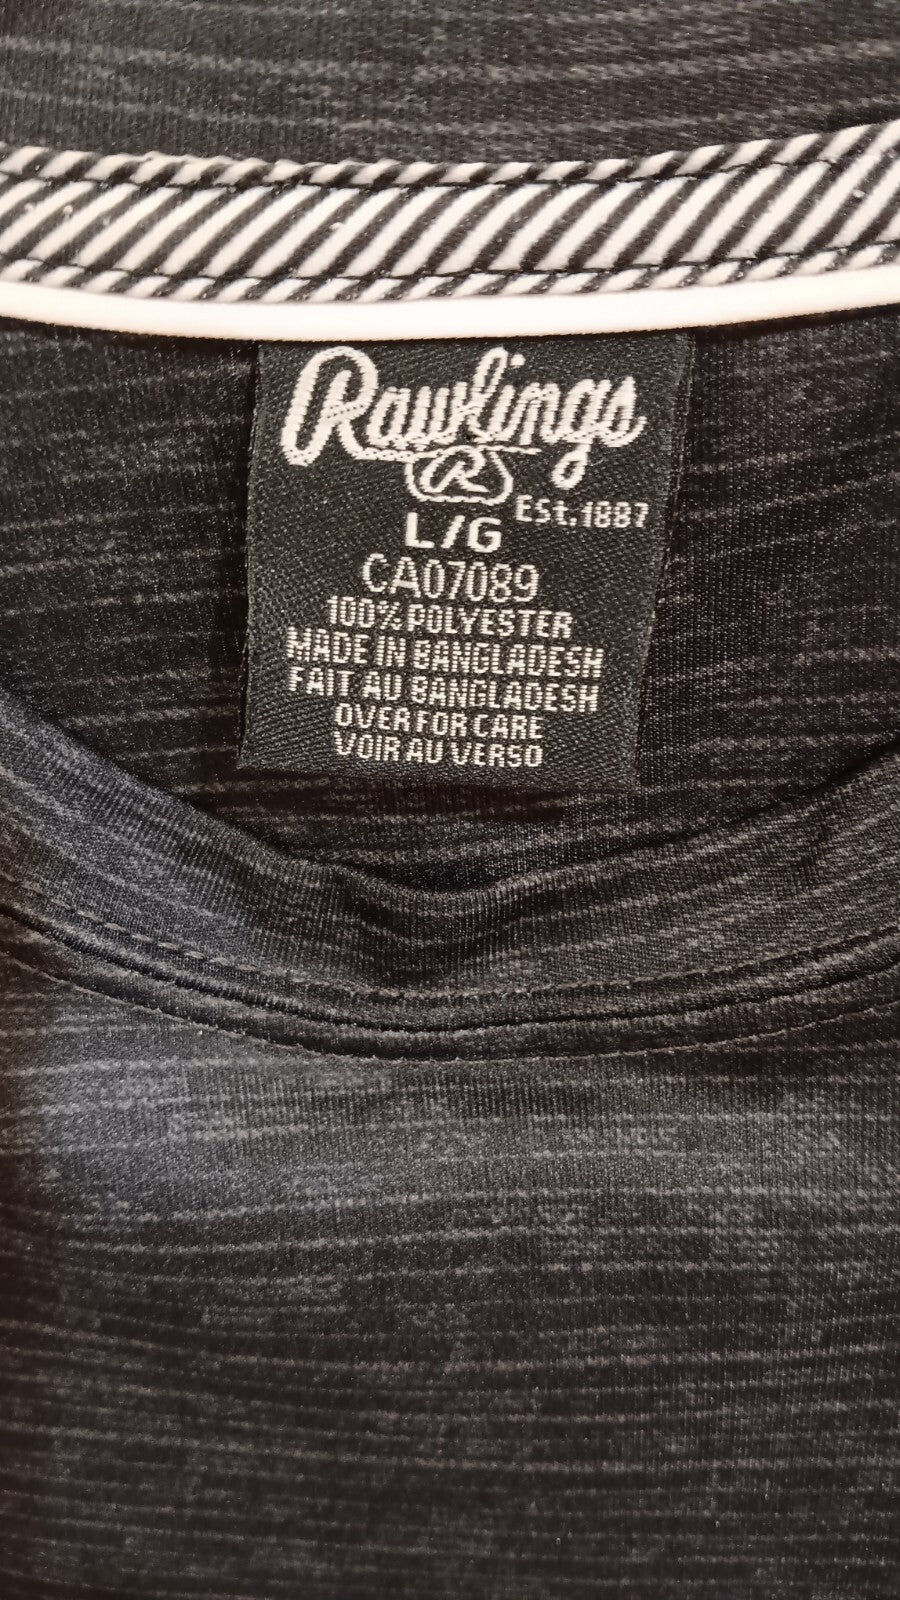 Rawlings
R
Est.1887
L/G
CA07089
100% POLYESTER
MADE IN BANGLADESH
FAIT AU BANGLADESH
OVER FOR CARE
VOIR AU VERSO